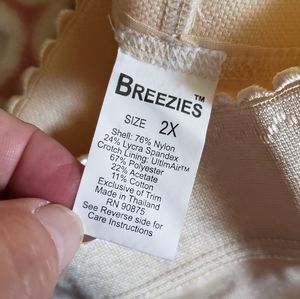 BREEZIES™
SIZE 2X
Shell: 76% Nylon
24% Lycra Spandex
Crotch Lining: UltimAir™
67% Polyester
22% Acetate
11% Cotton
Exclusive of Trim
Made in Thailand
RN 90875
See Reverse side for
Care Instructions